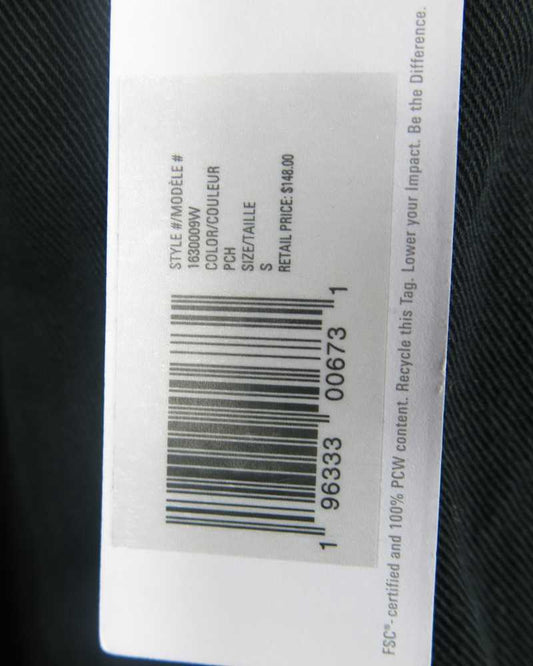 STYLE #/MODÈLE #
1630009W
COLOR/COULEUR
PCH
SIZE/TAILLE
S
RETAIL PRICE: $148.00
1 96333 00673 1
FSC®-certified and 100% PCW content. Recycle this Tag. Lower your Impact. Be the Difference.